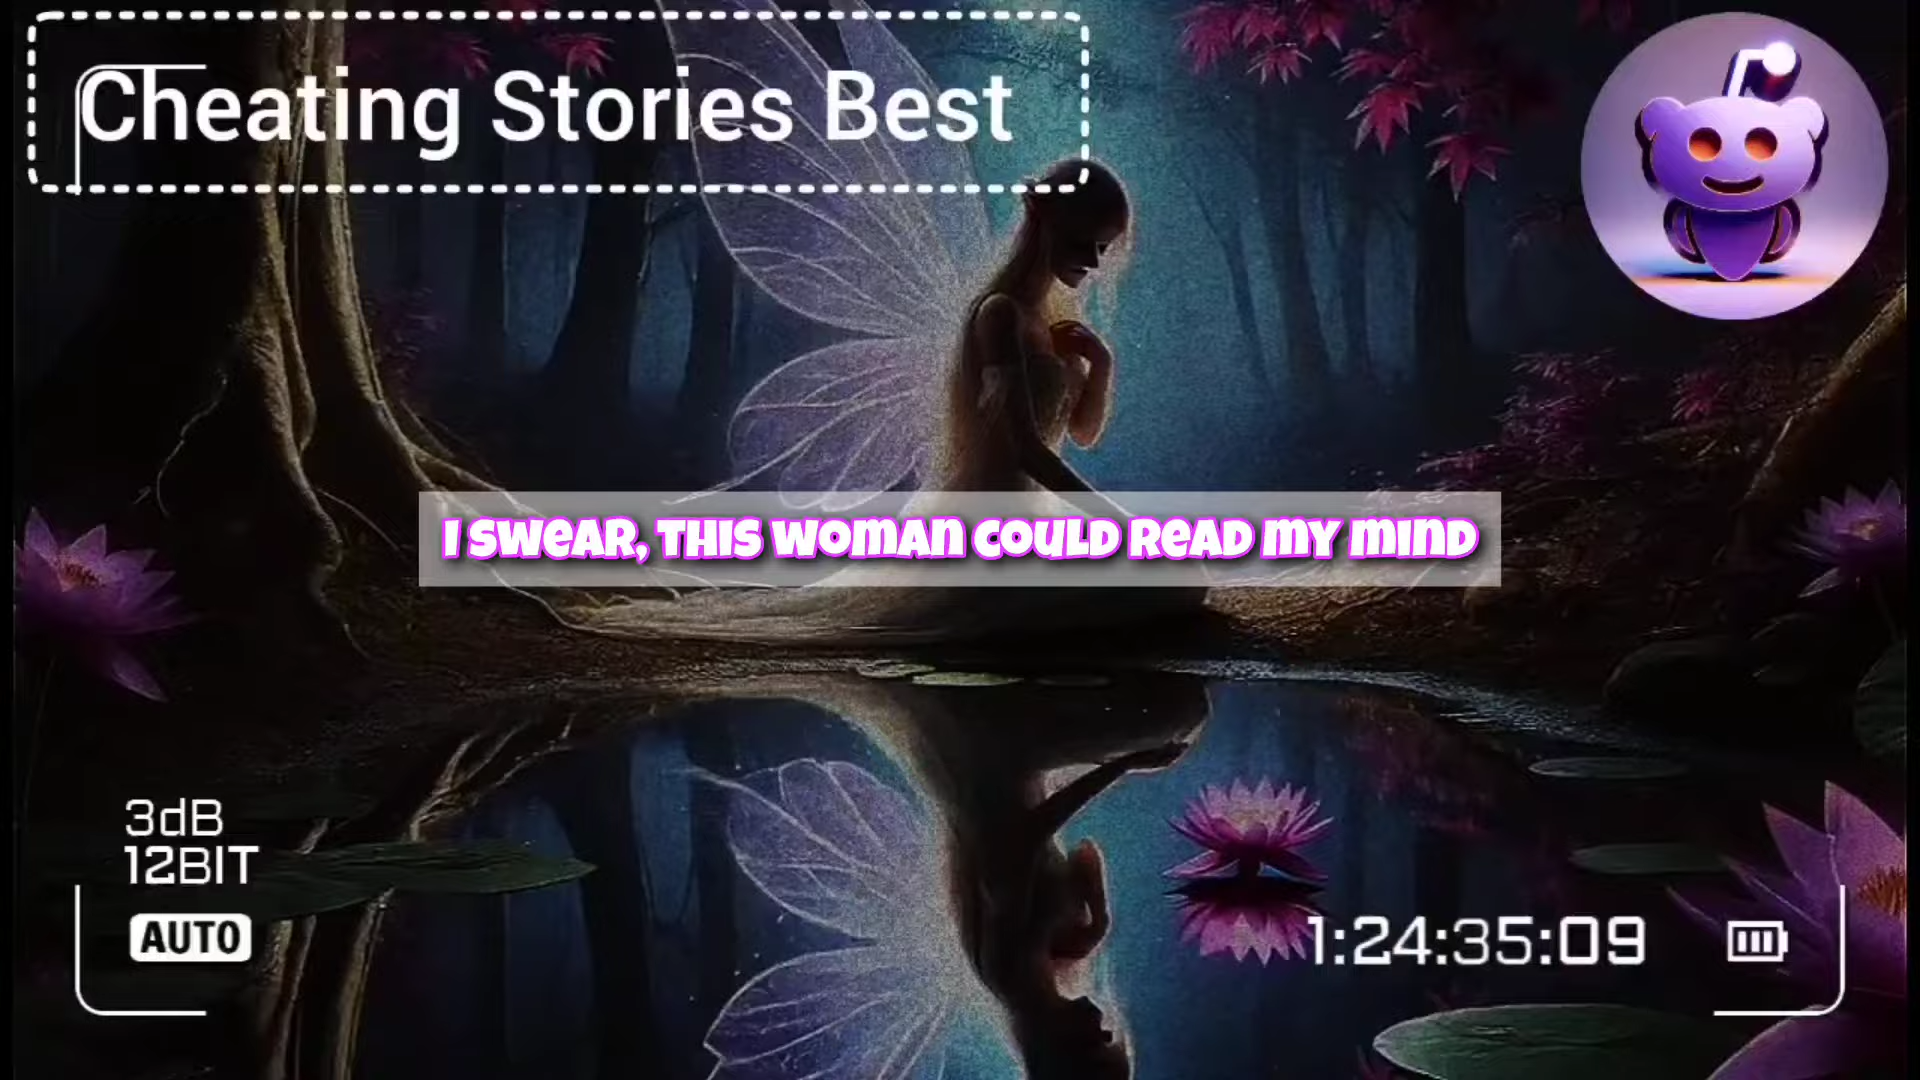 Cheating Stories Best
I SWEAR, THIS WOMAN COULD READ MY MIND
3dB
12BIT
AUTO
1:24:35:09